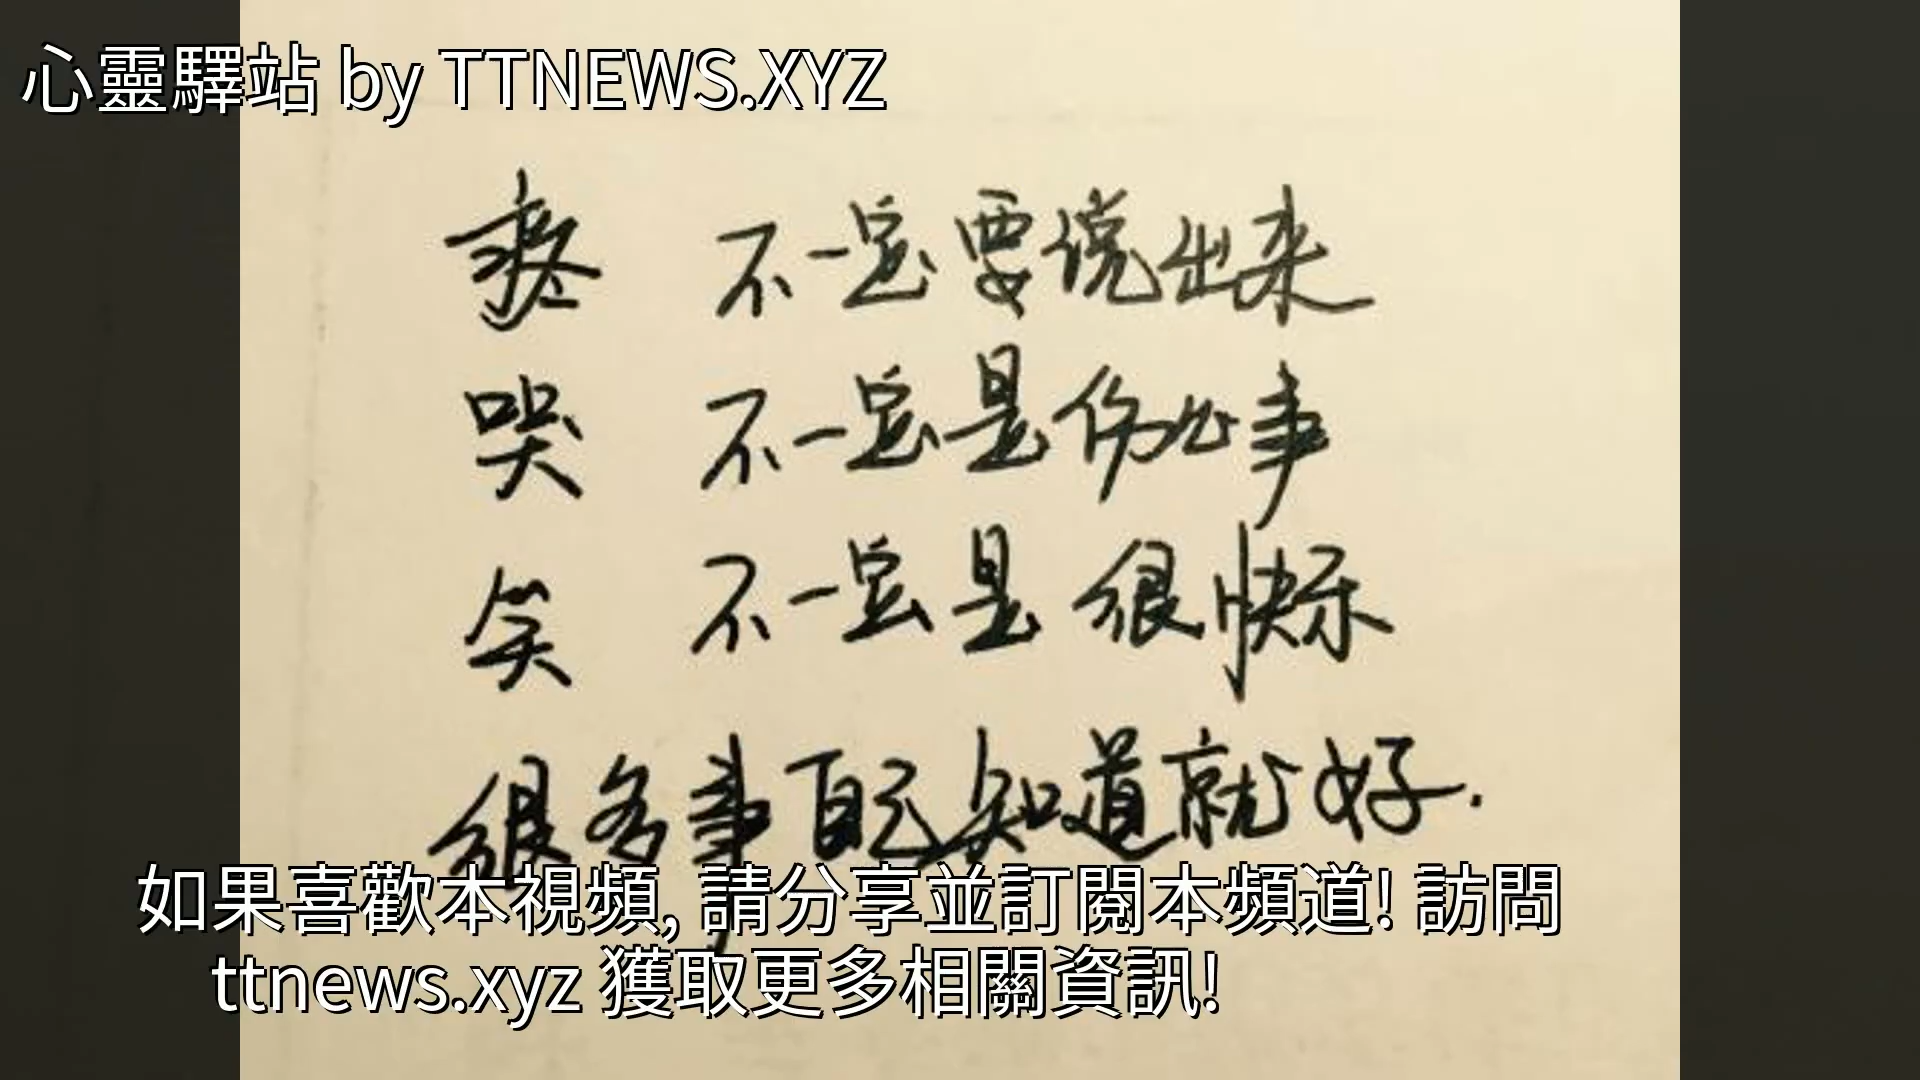 心靈驛站 by TTNEWS.XYZ
疼 不一定要说出来
哭 不一定是伤心事
笑 不一定是很快乐
很多事自己知道就好.
如果喜歡本視頻, 請分享並訂閱本頻道! 訪問
ttnews.xyz 獲取更多相關資訊!